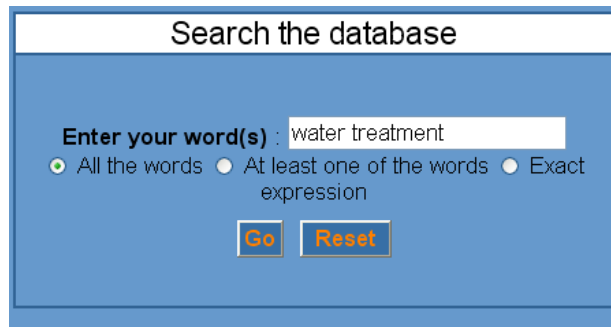 Search the database
Enter your word(s) : water treatment
All the words At least one of the words Exact
expression
Go Reset